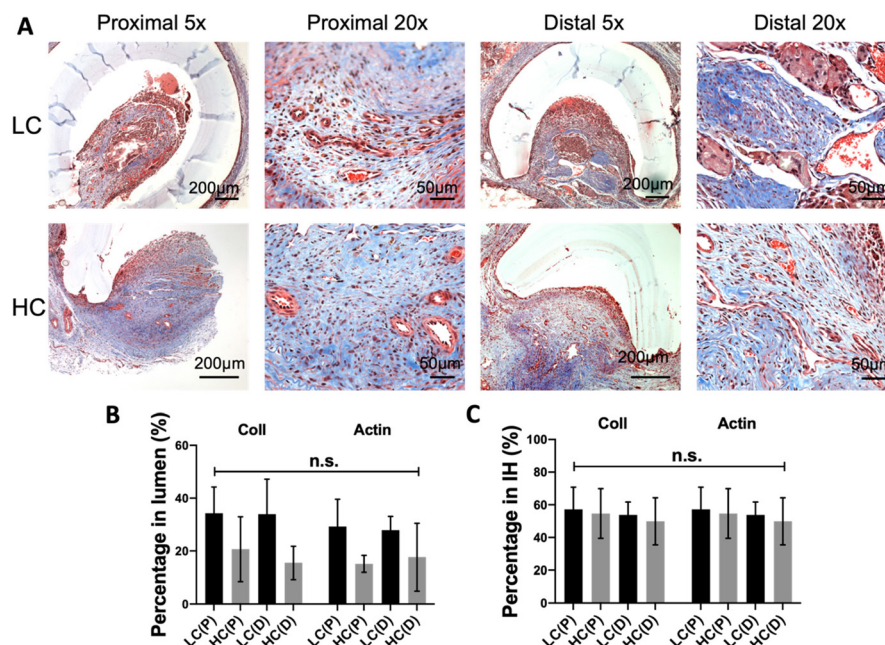 A
Proximal 5x Proximal 20x Distal 5x Distal 20x
LC
200µm 50µm 200µm 50µm
HC
200µm 50µm 200µm 50µm
B
Coll Actin
n.s.
Percentage in lumen (%)
60
40
20
0
LC(P) HC(P) LC(D) HC(D) LC(P) HC(P) LC(D) HC(D)
C
Coll Actin
n.s.
Percentage in IH (%)
100
80
60
40
20
0
LC(P) HC(P) LC(D) HC(D) LC(P) HC(P) LC(D) HC(D)